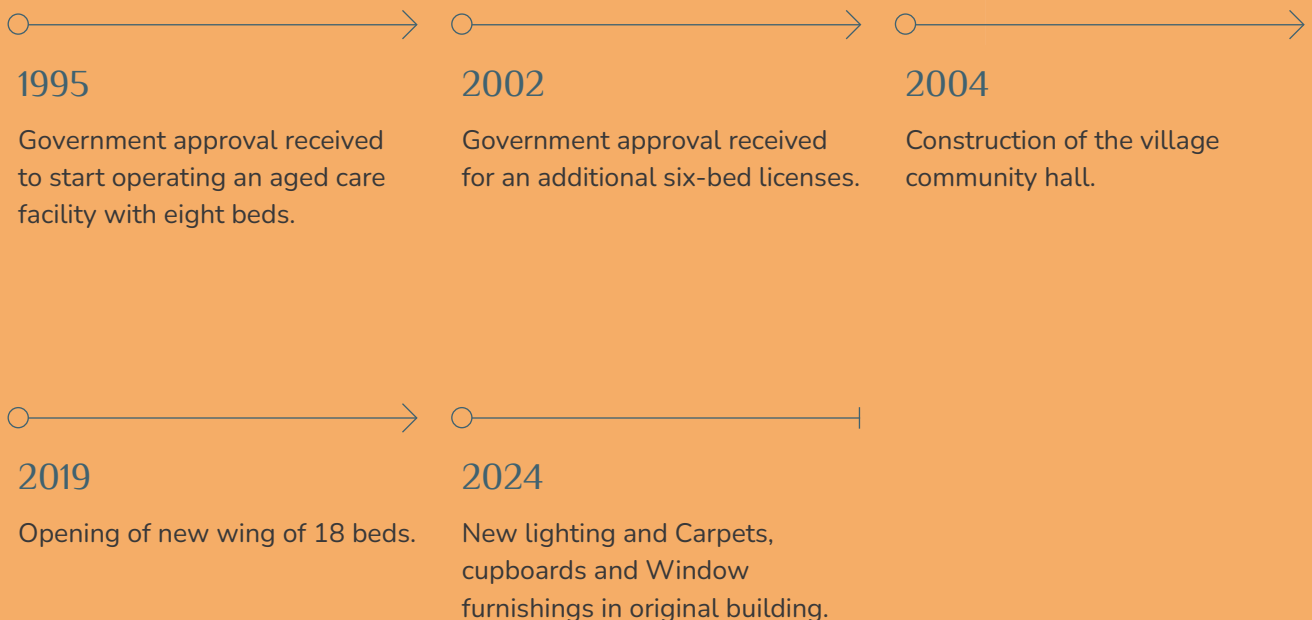 1995
Government approval received
to start operating an aged care
facility with eight beds.
2002
Government approval received
for an additional six-bed licenses.
2004
Construction of the village
community hall.
2019
Opening of new wing of 18 beds.
2024
New lighting and Carpets,
cupboards and Window
furnishings in original building.